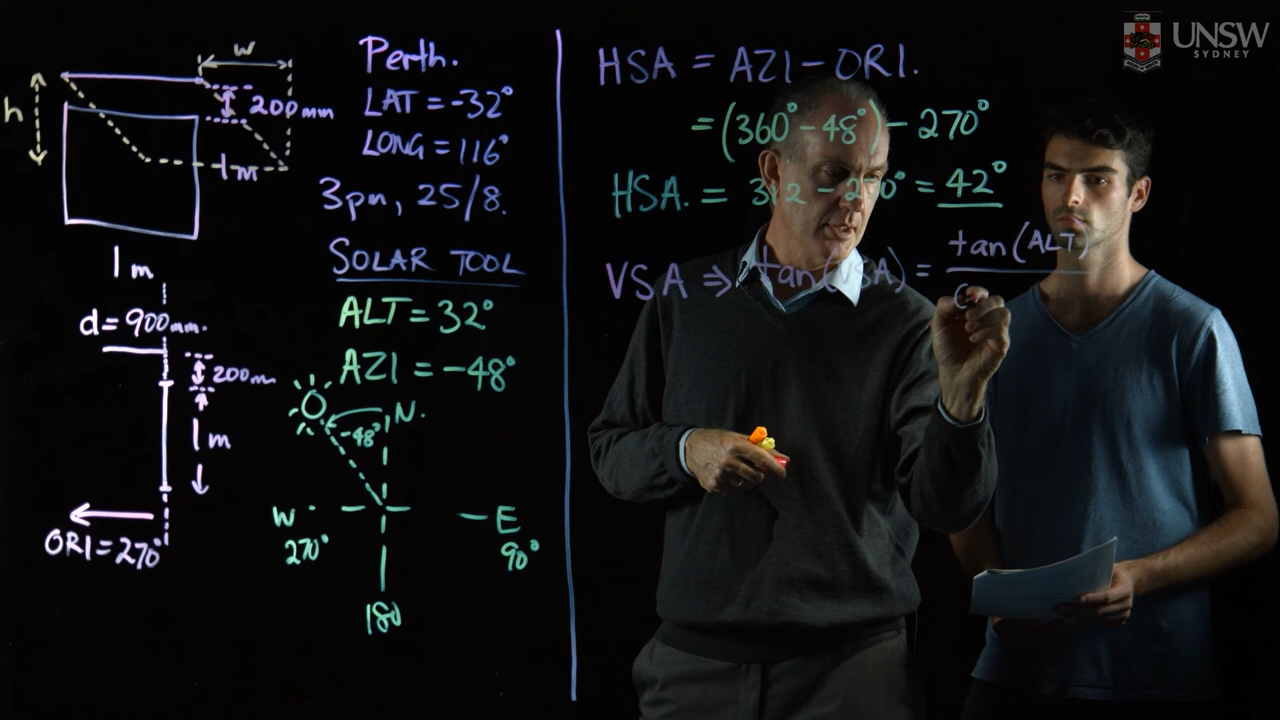 UNSW
SYDNEY
w
h
200mm
1m
1m
d=900mm.
200mm
1m
ORI=270°
Perth.
LAT=-32°
LONG=116°
3pm, 25/8.
SOLAR TOOL
ALT=32°
AZI=-48°
N.
-48°
W
270°
E
90°
180
HSA=AZI-ORI.
=(360°-48°)-270°
HSA.=312-270°=42°
VSA⇒tan(VSA)=tan(ALT)